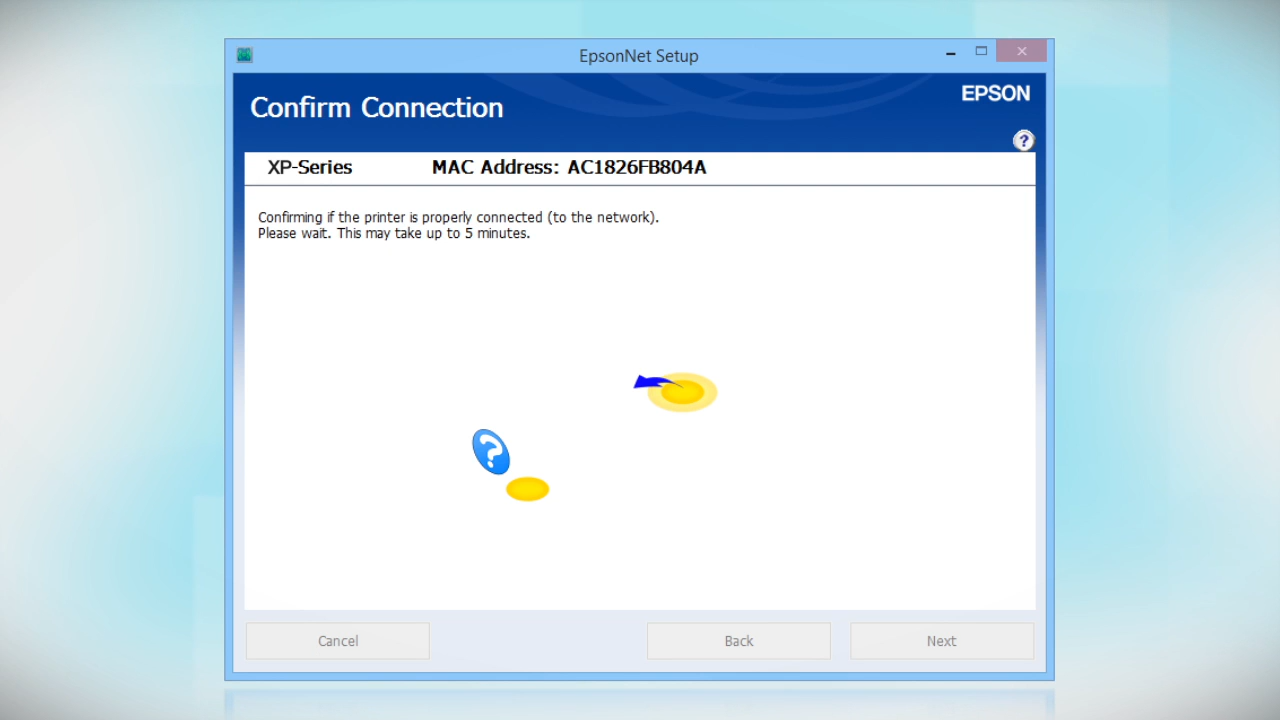 EpsonNet Setup
EPSON
Confirm Connection
?
XP-Series MAC Address: AC1826FB804A
Confirming if the printer is properly connected (to the network).
Please wait. This may take up to 5 minutes.
?
Cancel Back Next